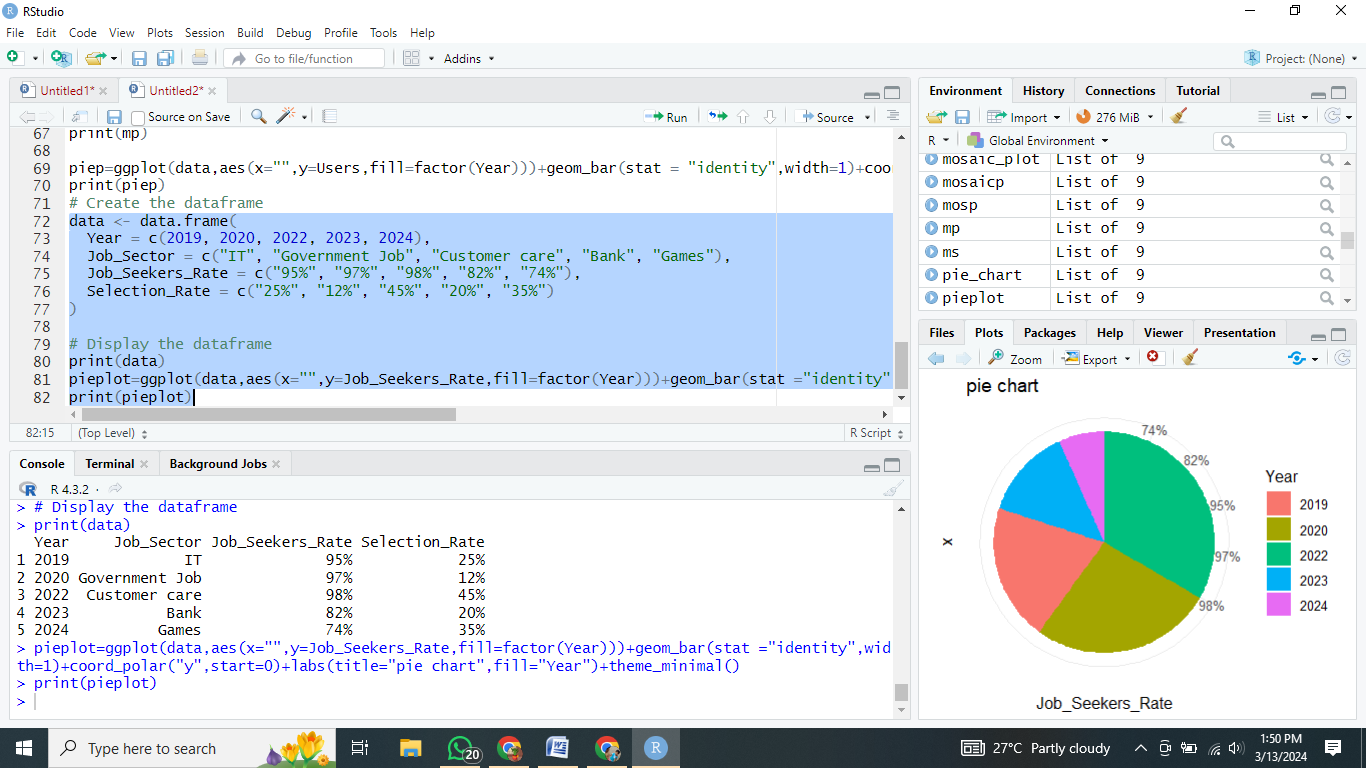 RStudio
File Edit Code View Plots Session Build Debug Profile Tools Help
Go to file/function Addins Project: (None)
Untitled1* Untitled2*
Source on Save Run Source
67 print(mp)
68
69 piep=ggplot(data,aes(x="",y=Users,fill=factor(Year)))+geom_bar(stat = "identity",width=1)+coo
70 print(piep)
71 # Create the dataframe
72 data <- data.frame(
73 Year = c(2019, 2020, 2022, 2023, 2024),
74 Job_Sector = c("IT", "Government Job", "Customer care", "Bank", "Games"),
75 Job_Seekers_Rate = c("95%", "97%", "98%", "82%", "74%"),
76 Selection_Rate = c("25%", "12%", "45%", "20%", "35%")
77 )
78
79 # Display the dataframe
80 print(data)
81 pieplot=ggplot(data,aes(x="",y=Job_Seekers_Rate,fill=factor(Year)))+geom_bar(stat ="identity"
82 print(pieplot)
82:15 (Top Level) R Script
Console Terminal Background Jobs
R 4.3.2 ·
> # Display the dataframe
> print(data)
Year Job_Sector Job_Seekers_Rate Selection_Rate
1 2019 IT 95% 25%
2 2020 Government Job 97% 12%
3 2022 Customer care 98% 45%
4 2023 Bank 82% 20%
5 2024 Games 74% 35%
> pieplot=ggplot(data,aes(x="",y=Job_Seekers_Rate,fill=factor(Year)))+geom_bar(stat ="identity",wid
th=1)+coord_polar("y",start=0)+labs(title="pie chart",fill="Year")+theme_minimal()
> print(pieplot)
>
Environment History Connections Tutorial
Import 276 MiB List
R Global Environment
mosaic_plot List of 9
mosaicp List of 9
mosp List of 9
mp List of 9
ms List of 9
pie_chart List of 9
pieplot List of 9
Files Plots Packages Help Viewer Presentation
Zoom Export
pie chart
74%
82%
95%
97%
98%
x
Job_Seekers_Rate
Year
2019
2020
2022
2023
2024
Type here to search
20
27°C Partly cloudy
1:50 PM
3/13/2024